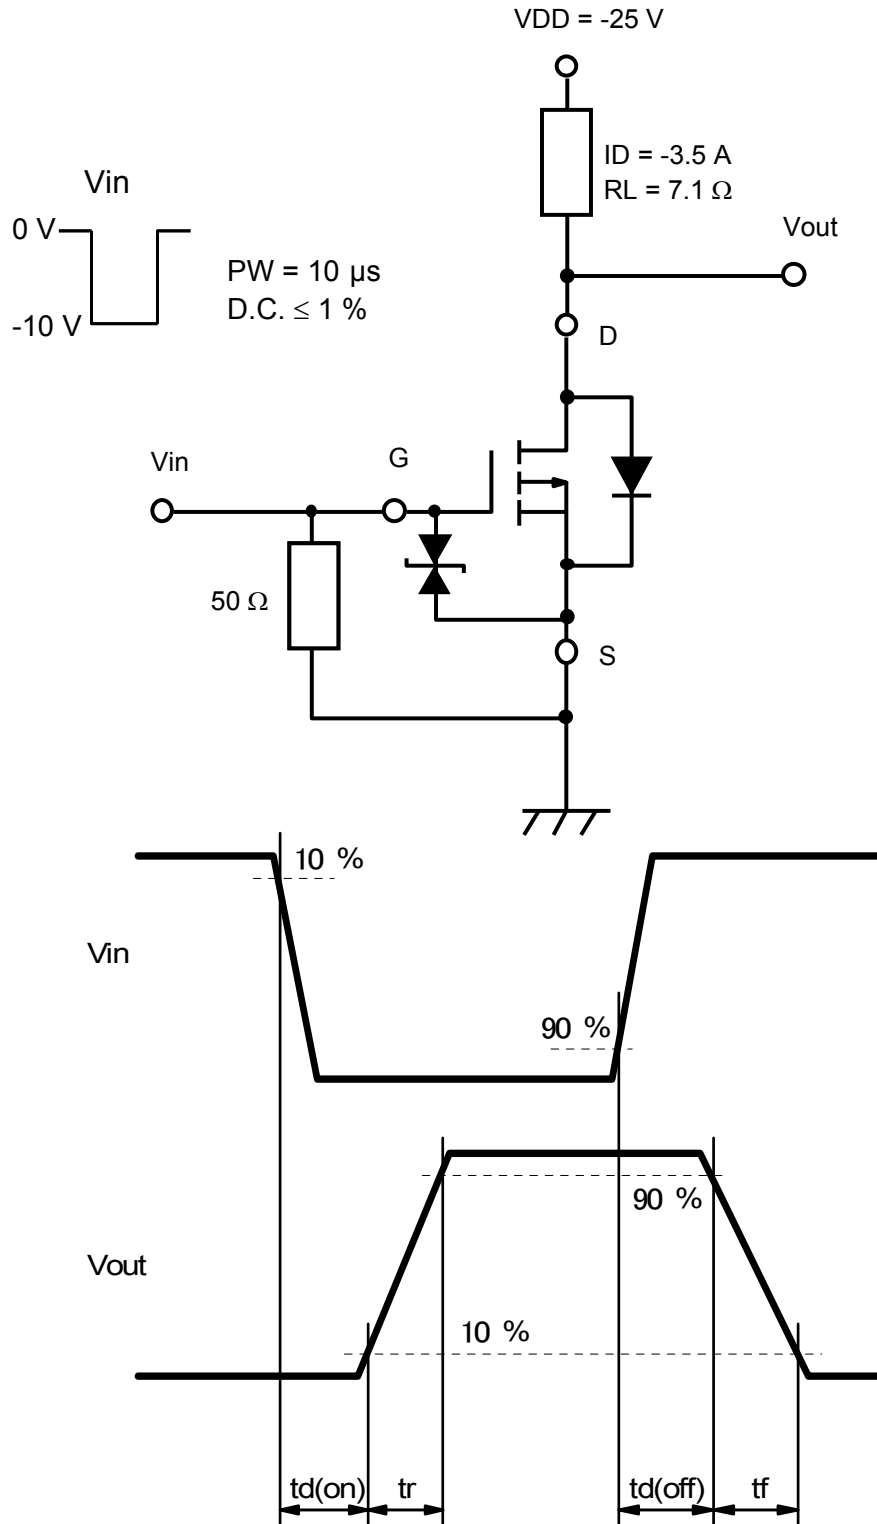 VDD = -25 V
ID = -3.5 A
RL = 7.1 Ω
Vin
0 V
Vout
PW = 10 μs
D.C. ≤ 1 %
-10 V
D
Vin
G
50 Ω
S
10 %
Vin
90 %
90 %
Vout
10 %
td(on)
tr
td(off)
tf